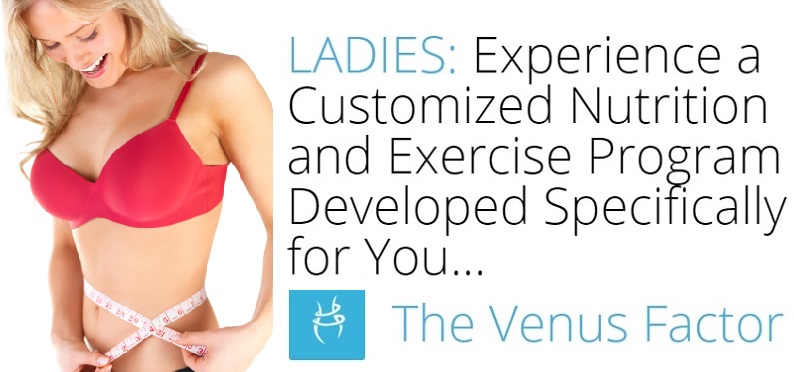 LADIES: Experience a
Customized Nutrition
and Exercise Program
Developed Specifically
for You...
The Venus Factor